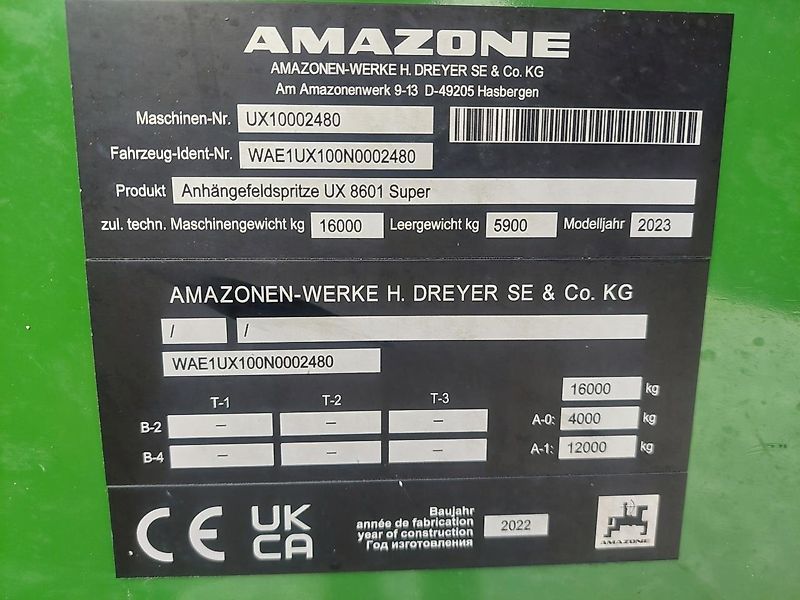 AMAZONE
AMAZONEN-WERKE H. DREYER SE & Co. KG
Am Amazonenwerk 9-13 D-49205 Hasbergen
Maschinen-Nr. UX10002480
Fahrzeug-Ident-Nr. WAE1UX100N0002480
Produkt Anhängefeldspritze UX 8601 Super
zul. techn. Maschinengewicht kg 16000 Leergewicht kg 5900 Modelljahr 2023
AMAZONEN-WERKE H. DREYER SE & Co. KG
/ /
WAE1UX100N0002480
16000 kg
T-1 T-2 T-3
B-2 – – – A-0: 4000 kg
B-4 – – – A-1: 12000 kg
CE UK CA
Baujahr
année de fabrication
year of construction
Год изготовления
2022
AMAZONE